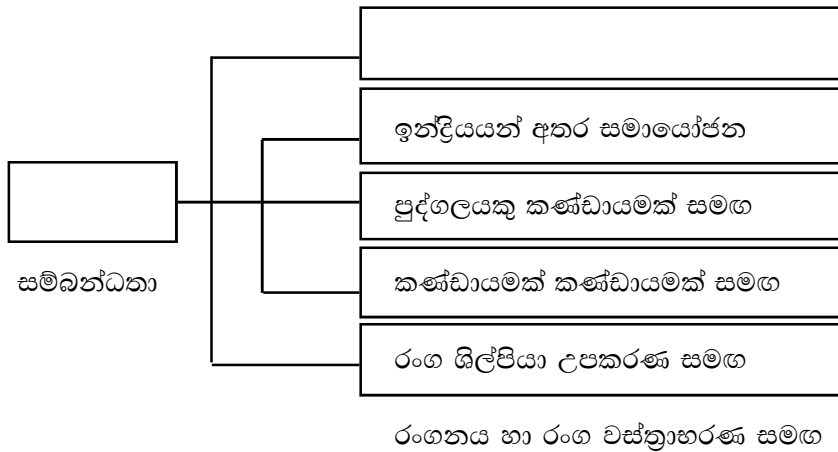 ඉන්ද්‍රියයන් අතර සමායෝජන
පුද්ගලයකු කණ්ඩායමක් සමඟ
සම්බන්ධතා
කණ්ඩායමක් කණ්ඩායමක් සමඟ
රංග ශිල්පියා උපකරණ සමඟ
රංගනය හා රංග වස්ත්‍රාභරණ සමඟ